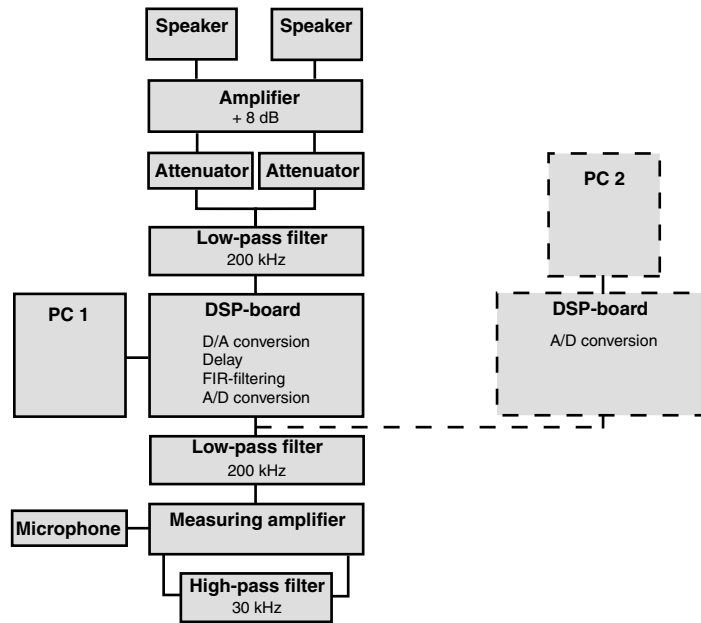 Speaker
Speaker
Amplifier
+ 8 dB
Attenuator
Attenuator
PC 2
Low-pass filter
200 kHz
PC 1
DSP-board
D/A conversion
Delay
FIR-filtering
A/D conversion
DSP-board
A/D conversion
Low-pass filter
200 kHz
Microphone
Measuring amplifier
High-pass filter
30 kHz